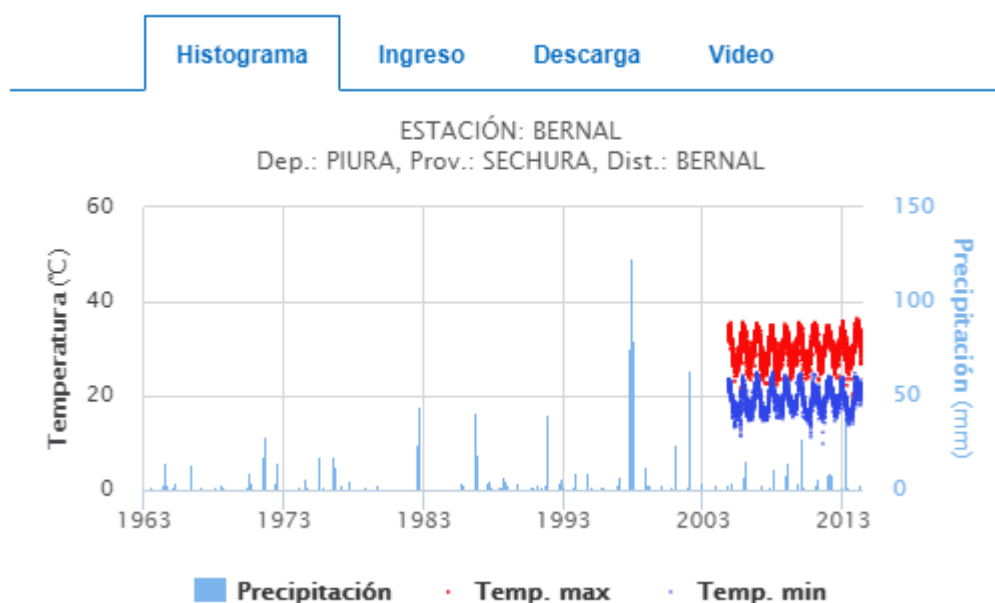 Histograma Ingreso Descarga Video
ESTACIÓN: BERNAL
Dep.: PIURA, Prov.: SECHURA, Dist.: BERNAL
60 150
40 100
20 50
0 0
Temperatura (℃)
Precipitación (mm)
1963 1973 1983 1993 2003 2013
Precipitación Temp. max Temp. min